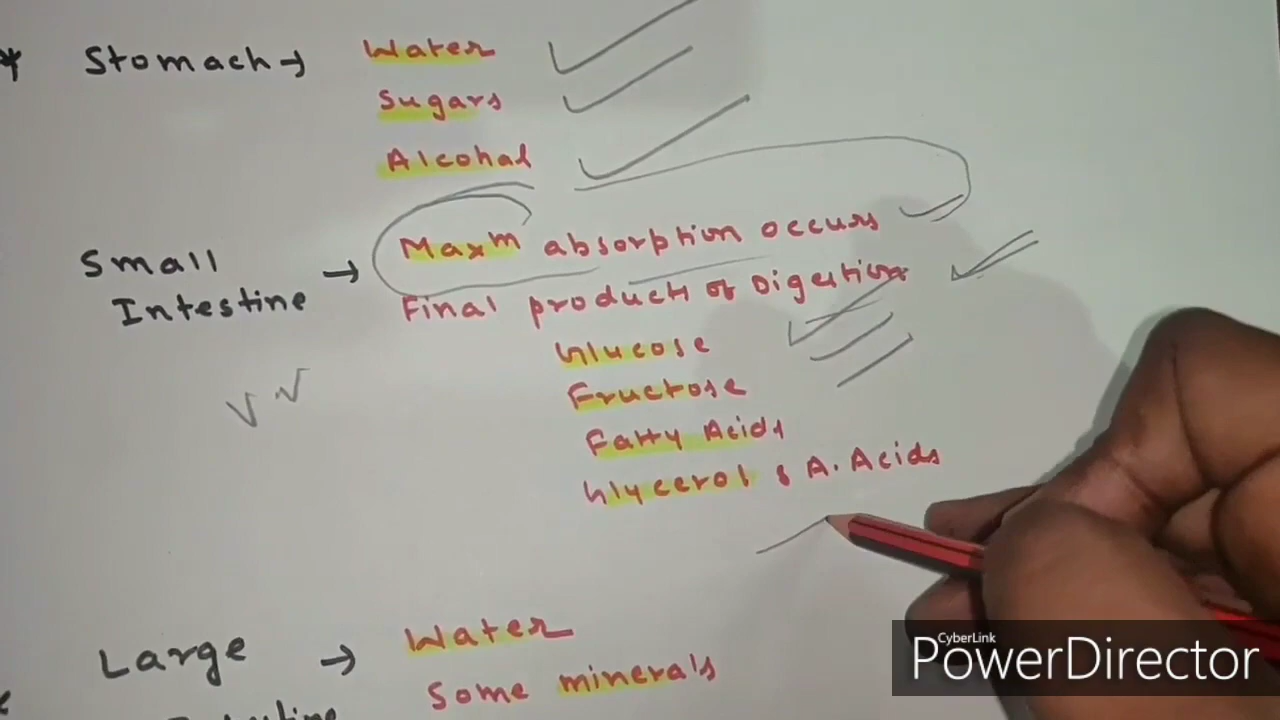 * Stomach → Water
Sugars
Alcohal
Small Intestine → Maxm absorption occurs
Final product of Digestion
Glucose
Fructose
Fatty Acids
Glycerol & A. Acids
Large Intestine → Water
Some minerals
CyberLink
PowerDirector